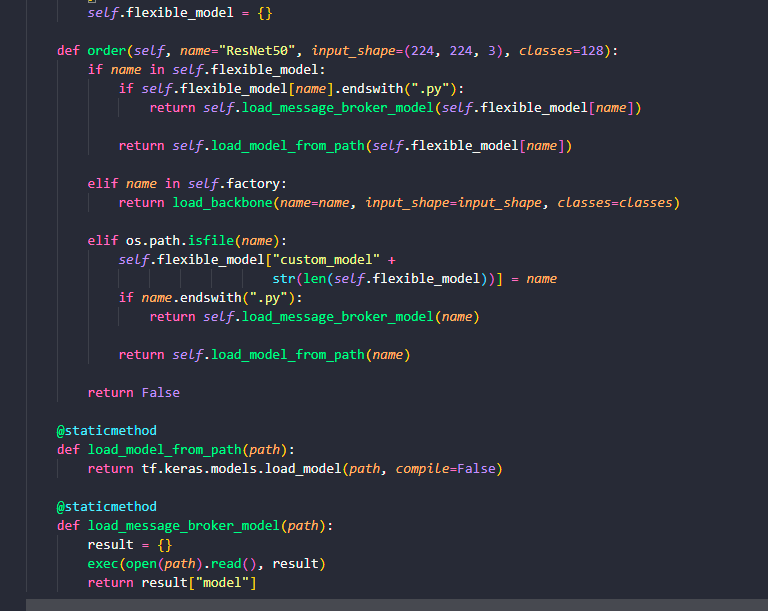 self.flexible_model = {}
def order(self, name="ResNet50", input_shape=(224, 224, 3), classes=128):
if name in self.flexible_model:
if self.flexible_model[name].endswith(".py"):
return self.load_message_broker_model(self.flexible_model[name])
return self.load_model_from_path(self.flexible_model[name])
elif name in self.factory:
return load_backbone(name=name, input_shape=input_shape, classes=classes)
elif os.path.isfile(name):
self.flexible_model["custom_model" +
str(len(self.flexible_model))] = name
if name.endswith(".py"):
return self.load_message_broker_model(name)
return self.load_model_from_path(name)
return False
@staticmethod
def load_model_from_path(path):
return tf.keras.models.load_model(path, compile=False)
@staticmethod
def load_message_broker_model(path):
result = {}
exec(open(path).read(), result)
return result["model"]